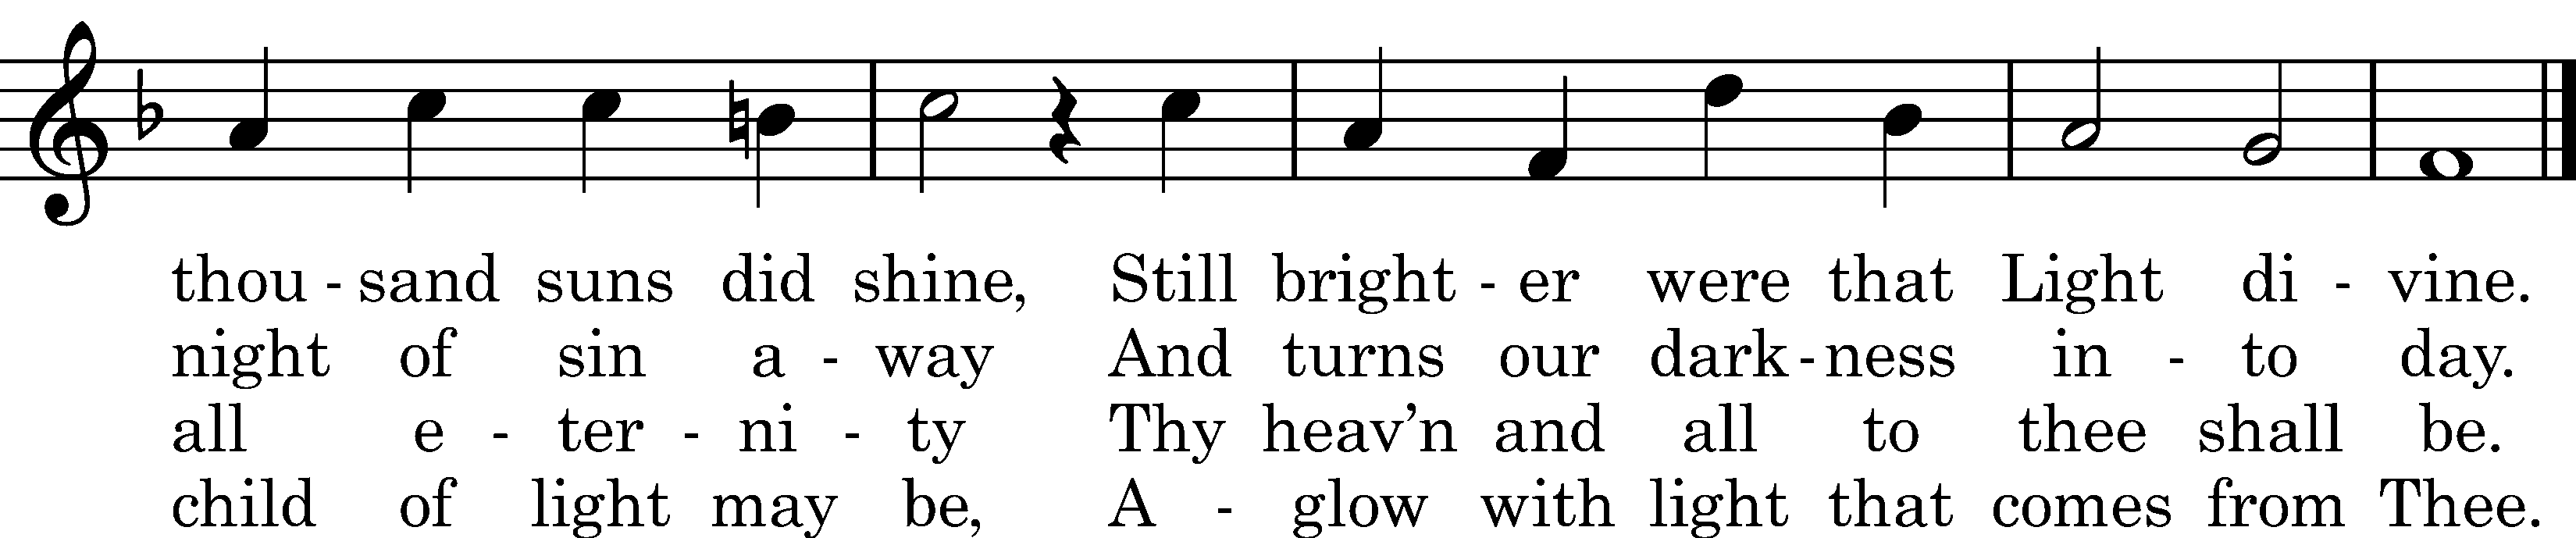 thou - sand suns did shine, Still bright - er were that Light di - vine.
night of sin a - way And turns our dark - ness in - to day.
all e - ter - ni - ty Thy heav’n and all to thee shall be.
child of light may be, A - glow with light that comes from Thee.